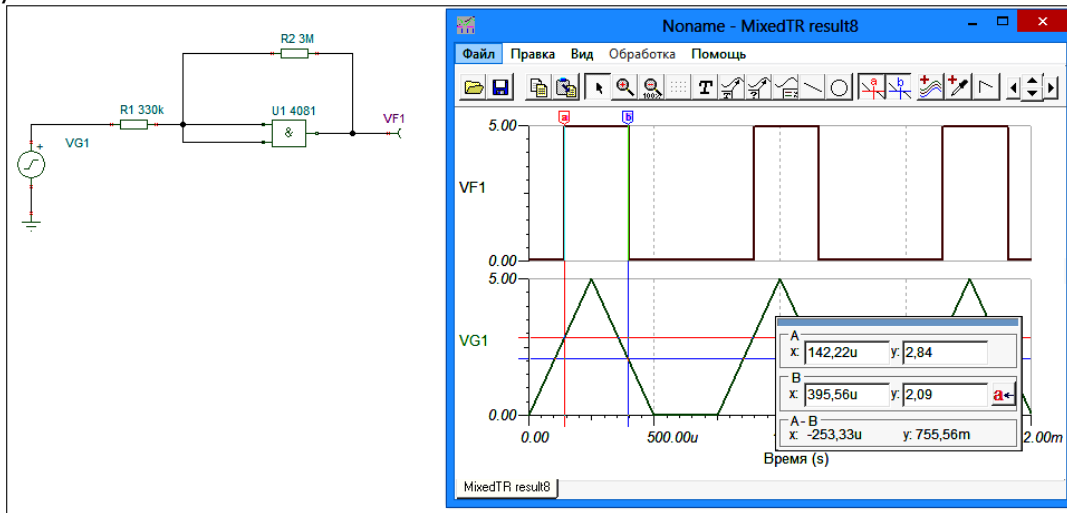 R2 3M
R1 330k
U1 4081
&
VF1
VG1
+
Noname - MixedTR result8
Файл Правка Вид Обработка Помощь
100%
T
a b
a b
5.00
VF1
0.00
5.00
VG1
0.00
0.00 500.00u 2.00m
Время (s)
A
x: 142,22u y: 2,84
B
x: 395,56u y: 2,09 a←
A - B
x: -253,33u y: 755,56m
MixedTR result8